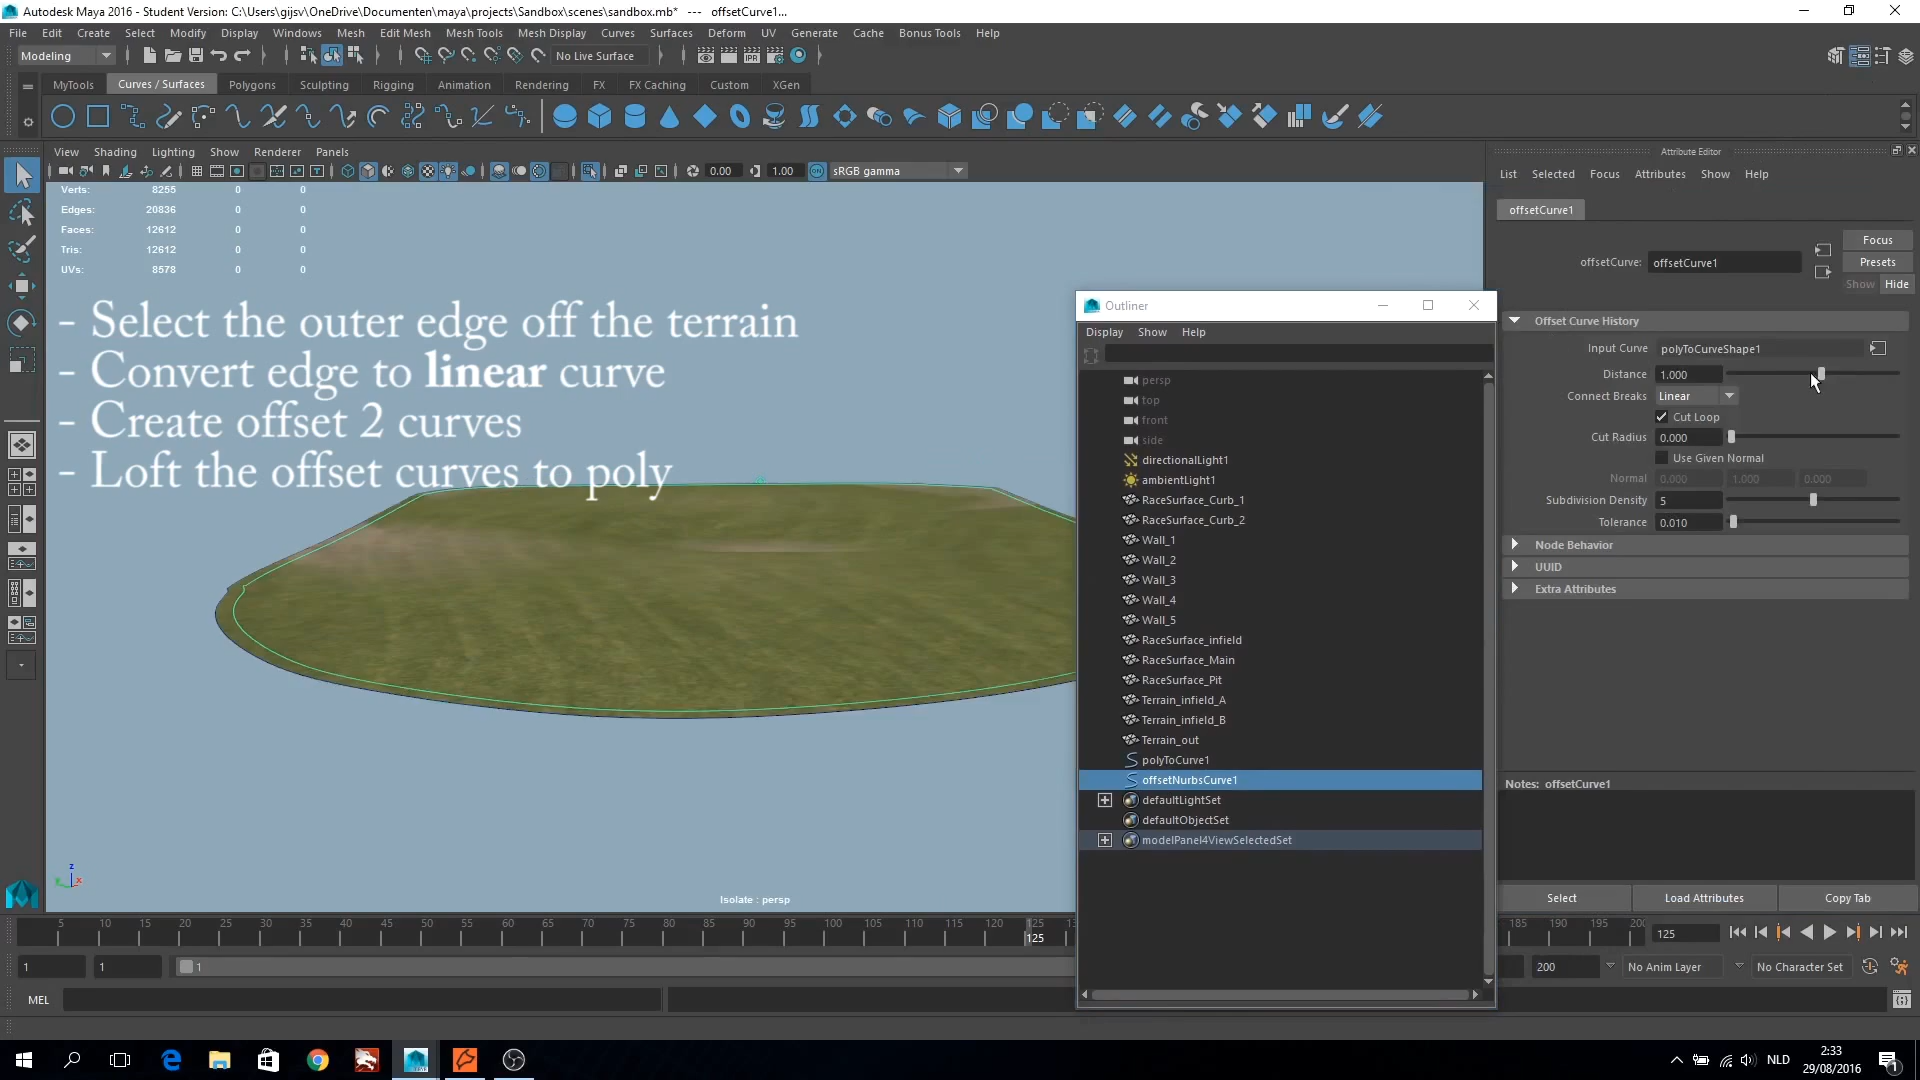 Autodesk Maya 2016 - Student Version: C:\Users\gijsv\OneDrive\Documenten\maya\projects\Sandbox\scenes\sandbox.mb*   ---   offsetCurve1...
File Edit Create Select Modify Display Windows Mesh Edit Mesh Mesh Tools Mesh Display Curves Surfaces Deform UV Generate Cache Bonus Tools Help
Modeling No Live Surface
MyTools Curves / Surfaces Polygons Sculpting Rigging Animation Rendering FX FX Caching Custom XGen
View Shading Lighting Show Renderer Panels
0.00 1.00 ON sRGB gamma
Verts: 8255 0 0
Edges: 20836 0 0
Faces: 12612 0 0
Tris: 12612 0 0
UVs: 8578 0 0
- Select the outer edge off the terrain
- Convert edge to linear curve
- Create offset 2 curves
- Loft the offset curves to poly
z
y x
Isolate : persp
Outliner
Display Show Help
persp
top
front
side
directionalLight1
ambientLight1
RaceSurface_Curb_1
RaceSurface_Curb_2
Wall_1
Wall_2
Wall_3
Wall_4
Wall_5
RaceSurface_infield
RaceSurface_Main
RaceSurface_Pit
Terrain_infield_A
Terrain_infield_B
Terrain_out
polyToCurve1
offsetNurbsCurve1
defaultLightSet
defaultObjectSet
modelPanel4ViewSelectedSet
Attribute Editor
List Selected Focus Attributes Show Help
offsetCurve1
Focus
offsetCurve: offsetCurve1 Presets
Show Hide
Offset Curve History
Input Curve polyToCurveShape1
Distance 1.000
Connect Breaks Linear
Cut Loop
Cut Radius 0.000
Use Given Normal
Normal 0.000 1.000 0.000
Subdivision Density 5
Tolerance 0.010
Node Behavior
UUID
Extra Attributes
Notes: offsetCurve1
Select Load Attributes Copy Tab
5 10 15 20 25 30 35 40 45 50 55 60 65 70 75 80 85 90 95 100 105 110 115 120 125 185 190 195
125 125
1 1 1 200 No Anim Layer No Character Set
MEL
NLD
2:33
29/08/2016
1